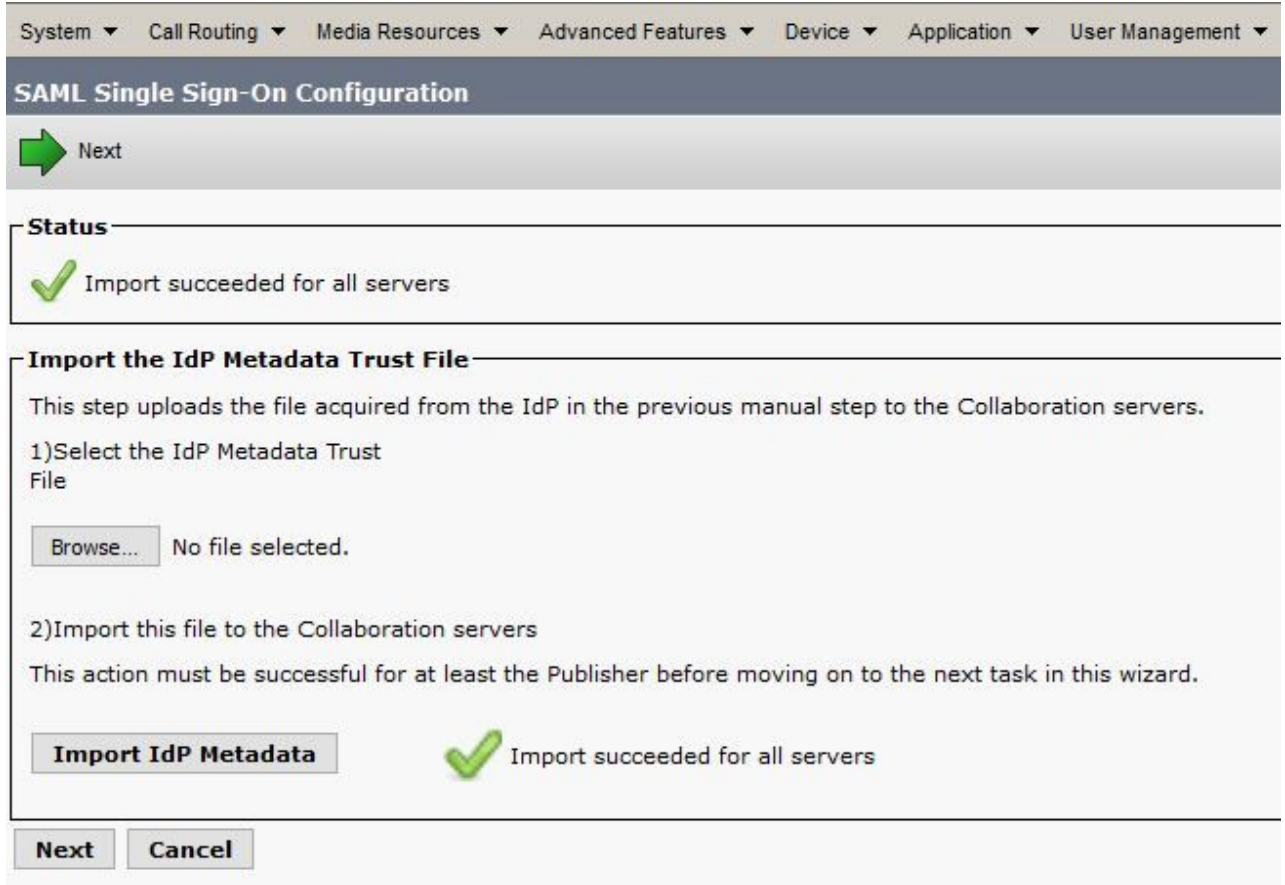 System Call Routing Media Resources Advanced Features Device Application User Management
SAML Single Sign-On Configuration
Next
Status
Import succeeded for all servers
Import the IdP Metadata Trust File
This step uploads the file acquired from the IdP in the previous manual step to the Collaboration servers.
1)Select the IdP Metadata Trust
File
Browse... No file selected.
2)Import this file to the Collaboration servers
This action must be successful for at least the Publisher before moving on to the next task in this wizard.
Import IdP Metadata Import succeeded for all servers
Next Cancel